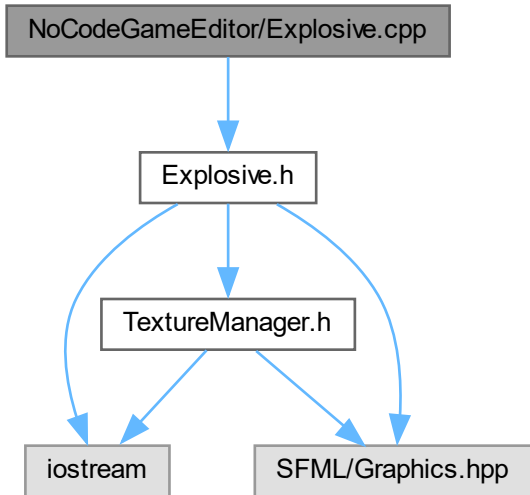 NoCodeGameEditor/Explosive.cpp
Explosive.h
TextureManager.h
iostream
SFML/Graphics.hpp